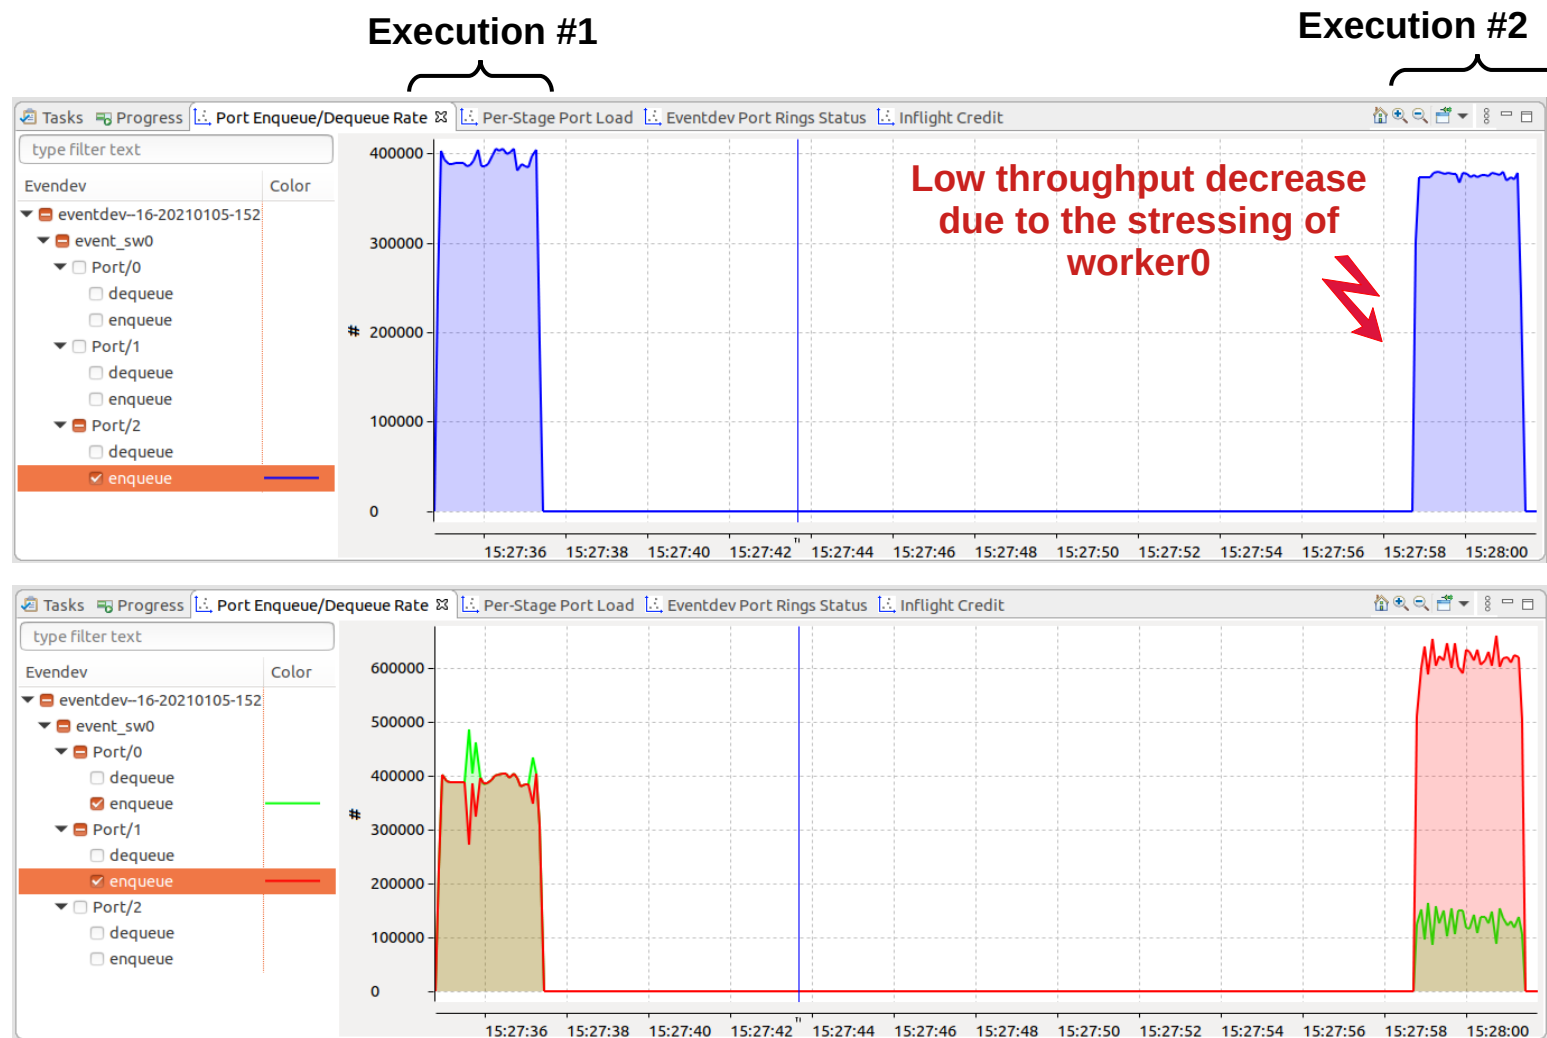 Execution #1
Execution #2
Tasks Progress Port Enqueue/Dequeue Rate Per-Stage Port Load Eventdev Port Rings Status Inflight Credit
type filter text
Evendev Color
eventdev--16-20210105-152
event_sw0
Port/0
dequeue
enqueue
Port/1
dequeue
enqueue
Port/2
dequeue
enqueue
#
400000
300000
200000
100000
0
Low throughput decrease
due to the stressing of
worker0
15:27:36 15:27:38 15:27:40 15:27:42 15:27:44 15:27:46 15:27:48 15:27:50 15:27:52 15:27:54 15:27:56 15:27:58 15:28:00
Tasks Progress Port Enqueue/Dequeue Rate Per-Stage Port Load Eventdev Port Rings Status Inflight Credit
type filter text
Evendev Color
eventdev--16-20210105-152
event_sw0
Port/0
dequeue
enqueue
Port/1
dequeue
enqueue
Port/2
dequeue
enqueue
#
600000
500000
400000
300000
200000
100000
0
15:27:36 15:27:38 15:27:40 15:27:42 15:27:44 15:27:46 15:27:48 15:27:50 15:27:52 15:27:54 15:27:56 15:27:58 15:28:00